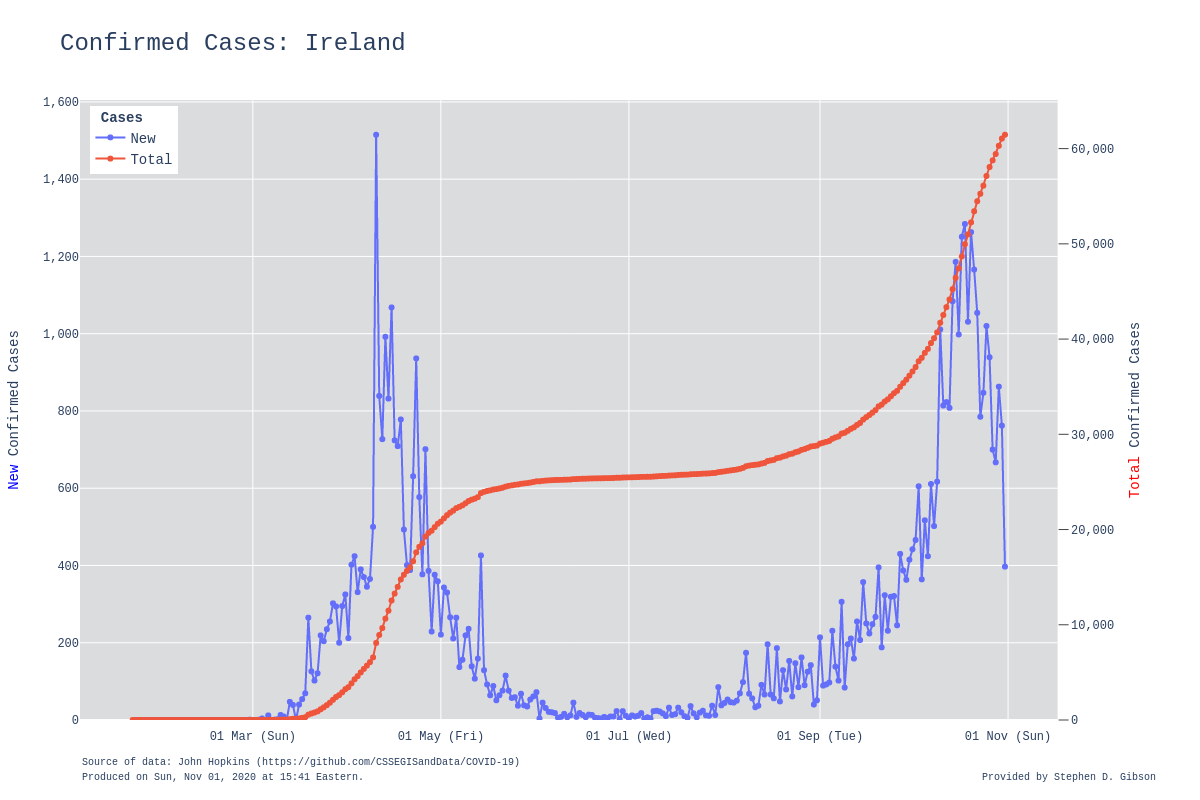 Confirmed Cases: Ireland
Cases
New
Total
1,600
1,400
1,200
1,000
800
600
400
200
0
New Confirmed Cases
60,000
50,000
40,000
30,000
20,000
10,000
0
Total Confirmed Cases
01 Mar (Sun) 01 May (Fri) 01 Jul (Wed) 01 Sep (Tue) 01 Nov (Sun)
Source of data: John Hopkins (https://github.com/CSSEGISandData/COVID-19)
Produced on Sun, Nov 01, 2020 at 15:41 Eastern.
Provided by Stephen D. Gibson